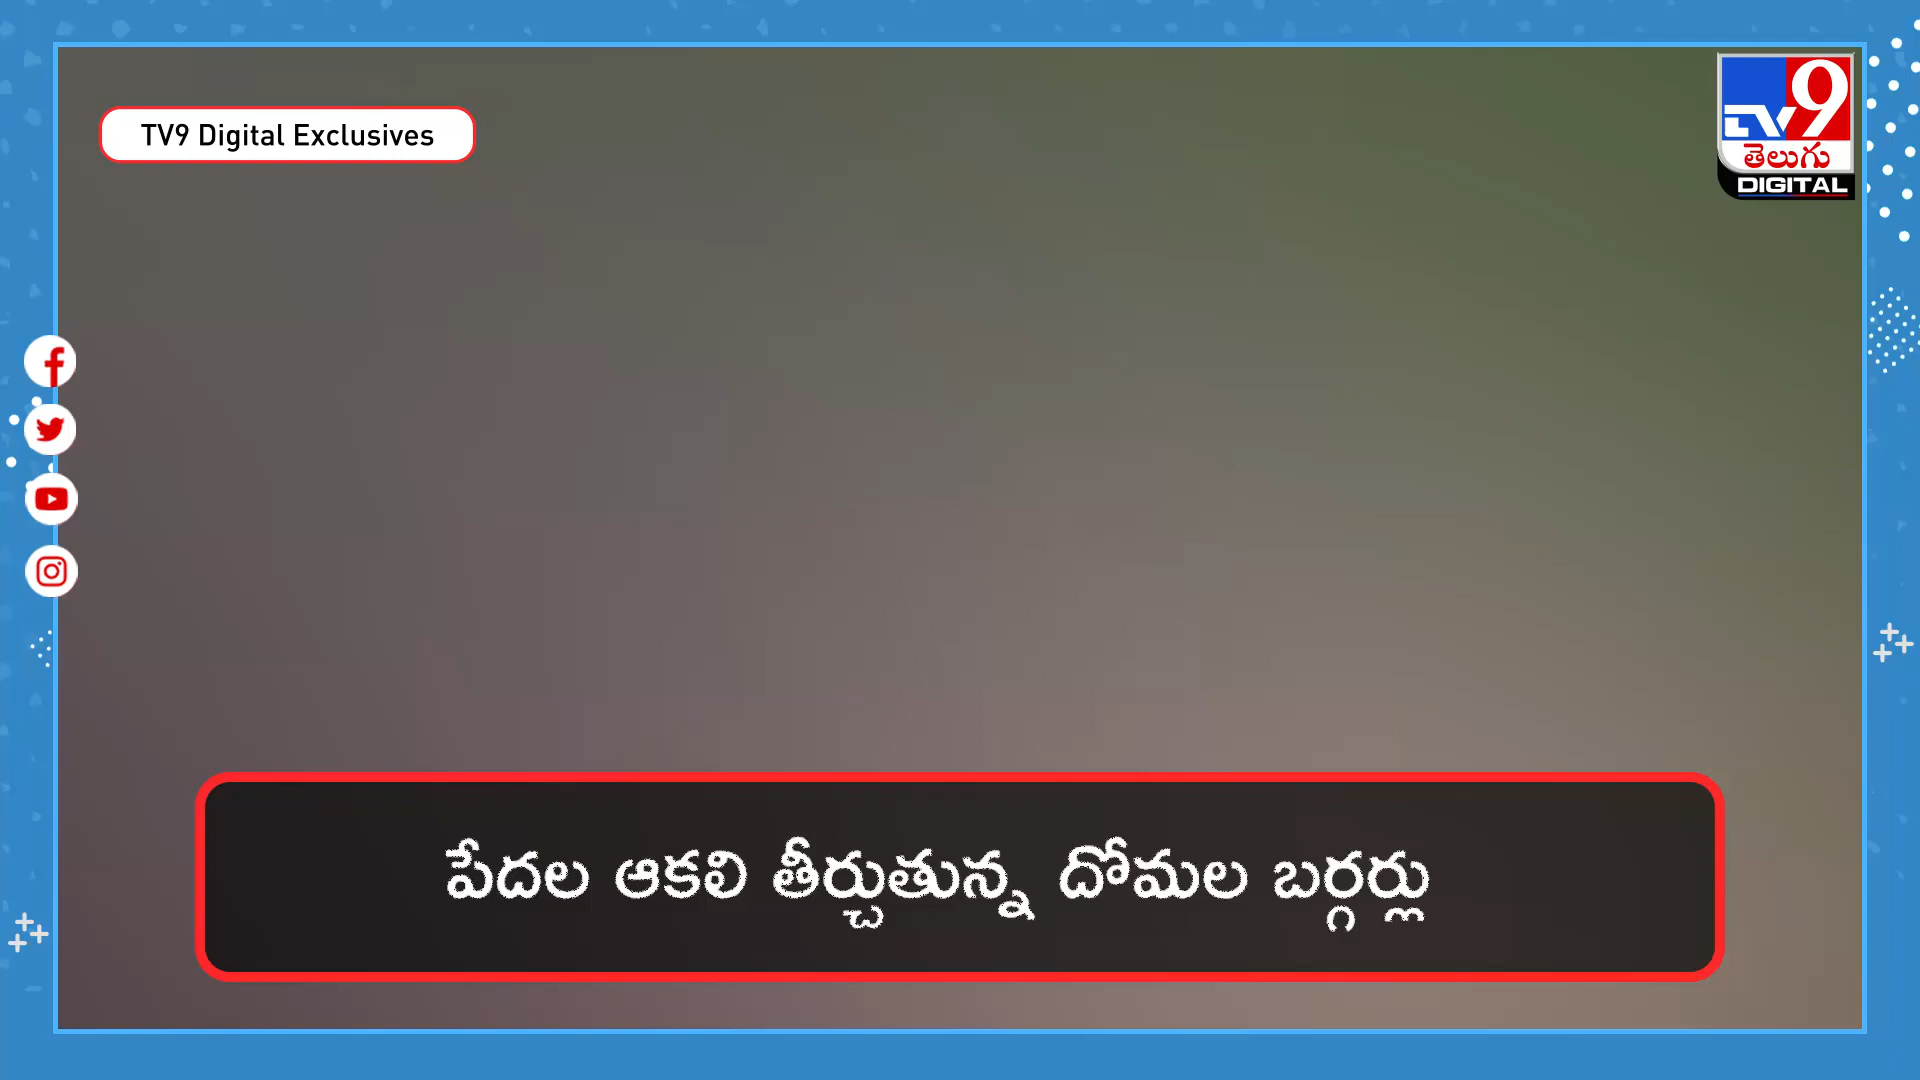 TV9 Digital Exclusives
TV9
తెలుగు
DIGITAL
పేదల ఆకలి తీర్చుతున్న దోమల బర్గర్లు